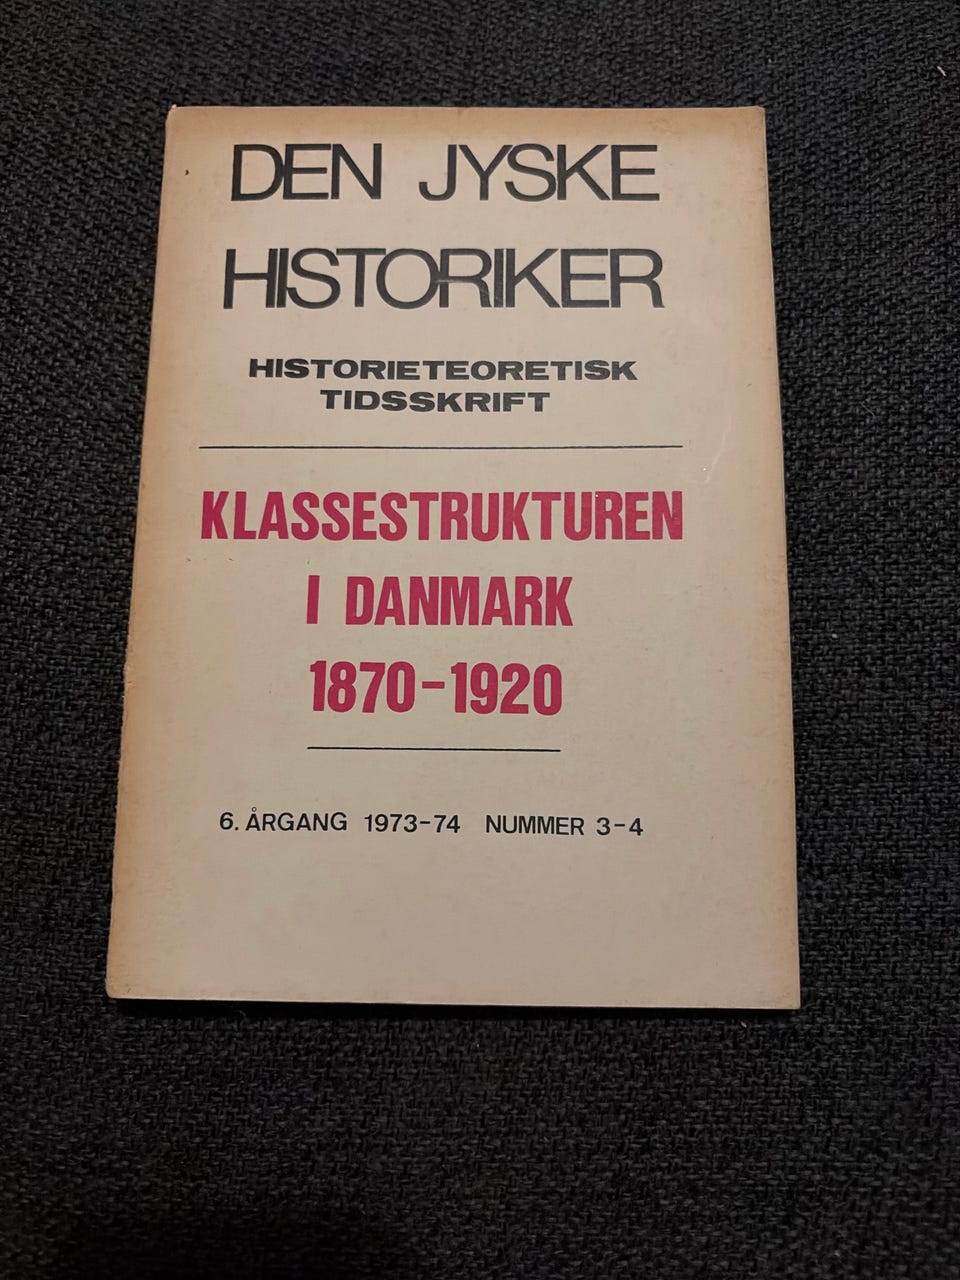 DEN JYSKE
HISTORIKER
HISTORIETEORETISK
TIDSSKRIFT
KLASSESTRUKTUREN
I DANMARK
1870-1920
6. ÅRGANG 1973-74 NUMMER 3-4